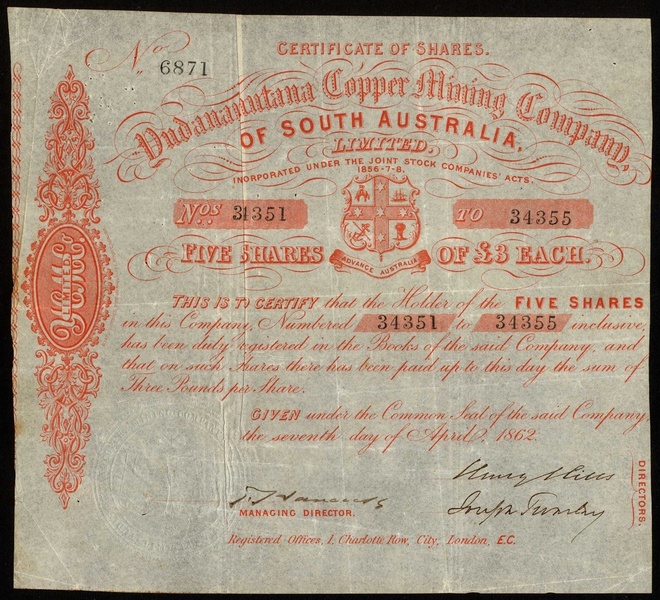 No. 6871
CERTIFICATE OF SHARES.
Yudanamutana Copper Mining Company,
OF SOUTH AUSTRALIA,
LIMITED.
INCORPORATED UNDER THE JOINT STOCK COMPANIES' ACTS,
1856-7-8.
Nos. 34351 TO 34355
FIVE SHARES OF £3 EACH.
ADVANCE AUSTRALIA
Y.C.M.Co
LIMITED
THIS IS TO CERTIFY that the Holder of the FIVE SHARES
in this Company, Numbered 34351 to 34355 inclusive,
has been duly registered in the Books of the said Company, and
that on such Shares there has been paid up to this day the sum of
Three Pounds per Share.
GIVEN under the Common Seal of the said Company,
the seventh day of April, 1862.
MANAGING DIRECTOR.
Joseph
DIRECTORS.
Registered Offices, 1, Charlotte Row, City, London, E.C.